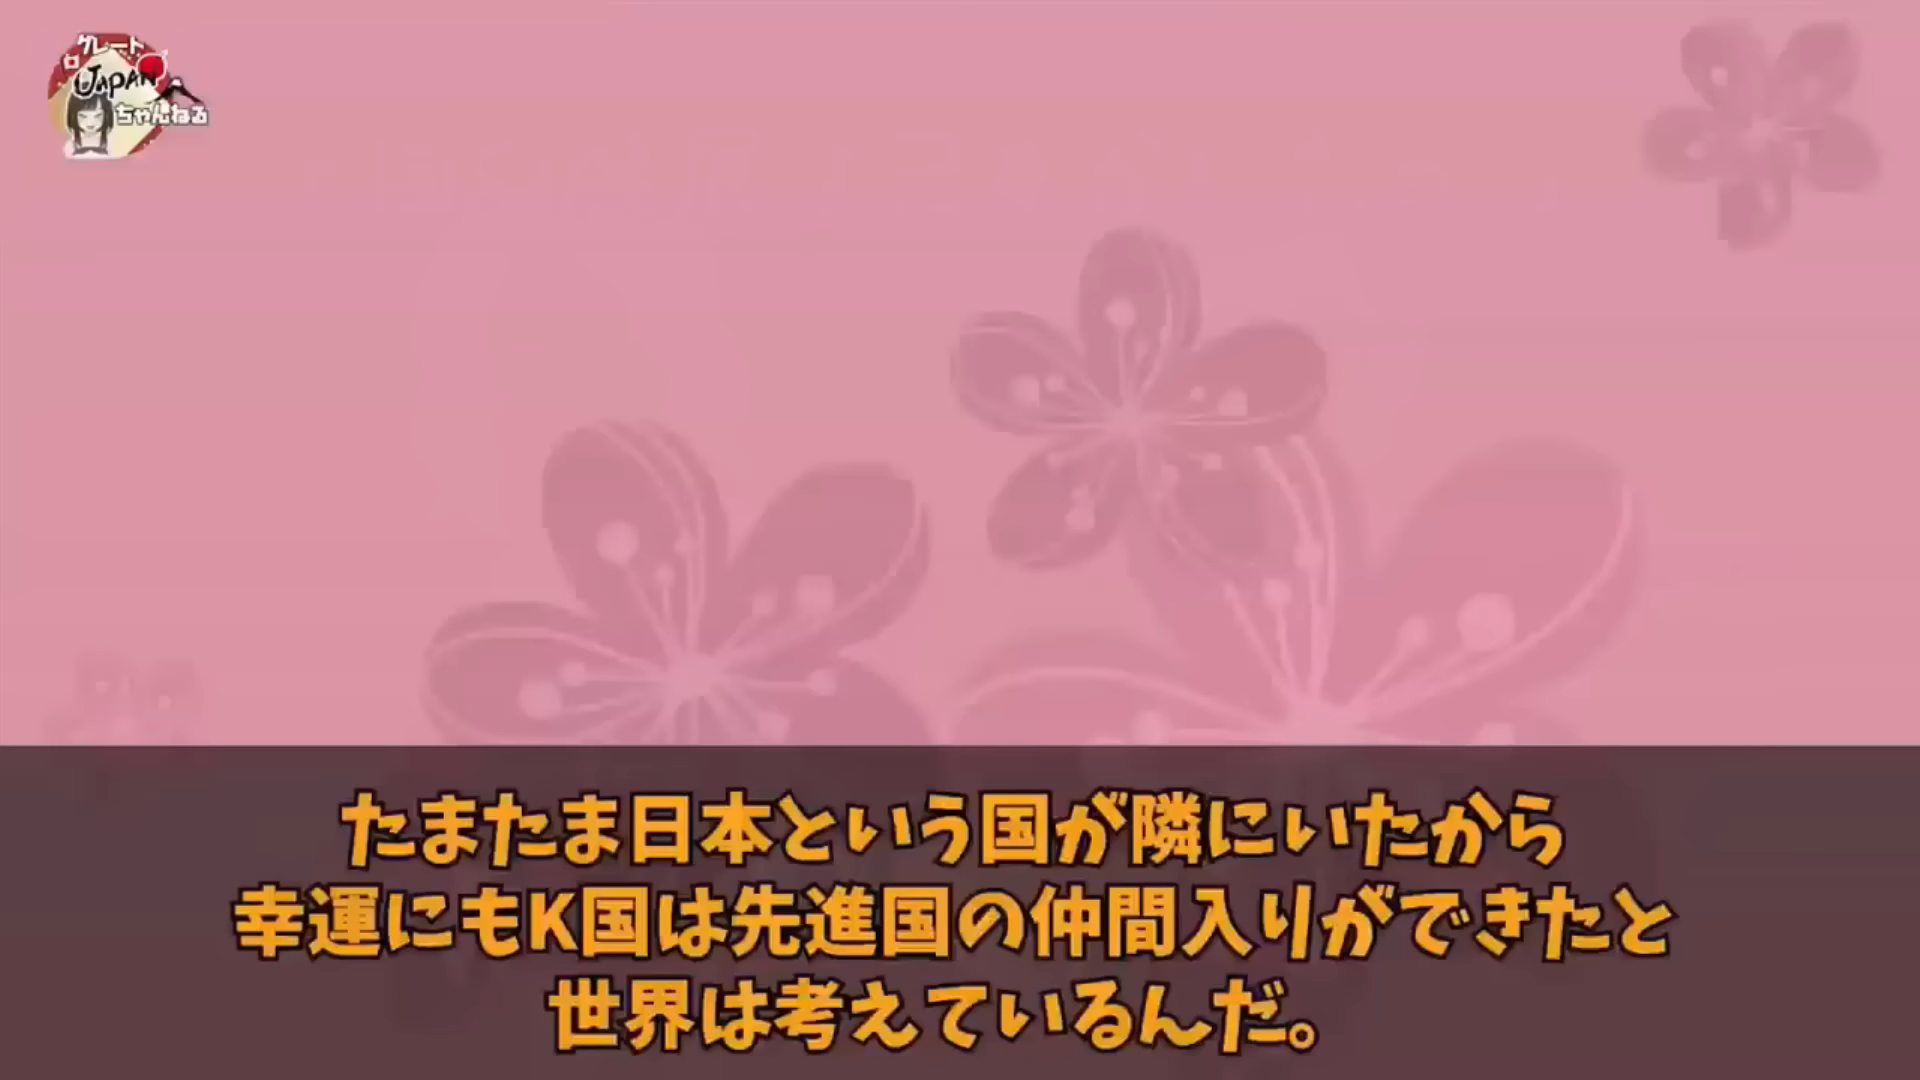 グレート
JAPAN
ちゃんねる
たまたま日本という国が隣にいたから
幸運にもK国は先進国の仲間入りができたと
世界は考えているんだ。